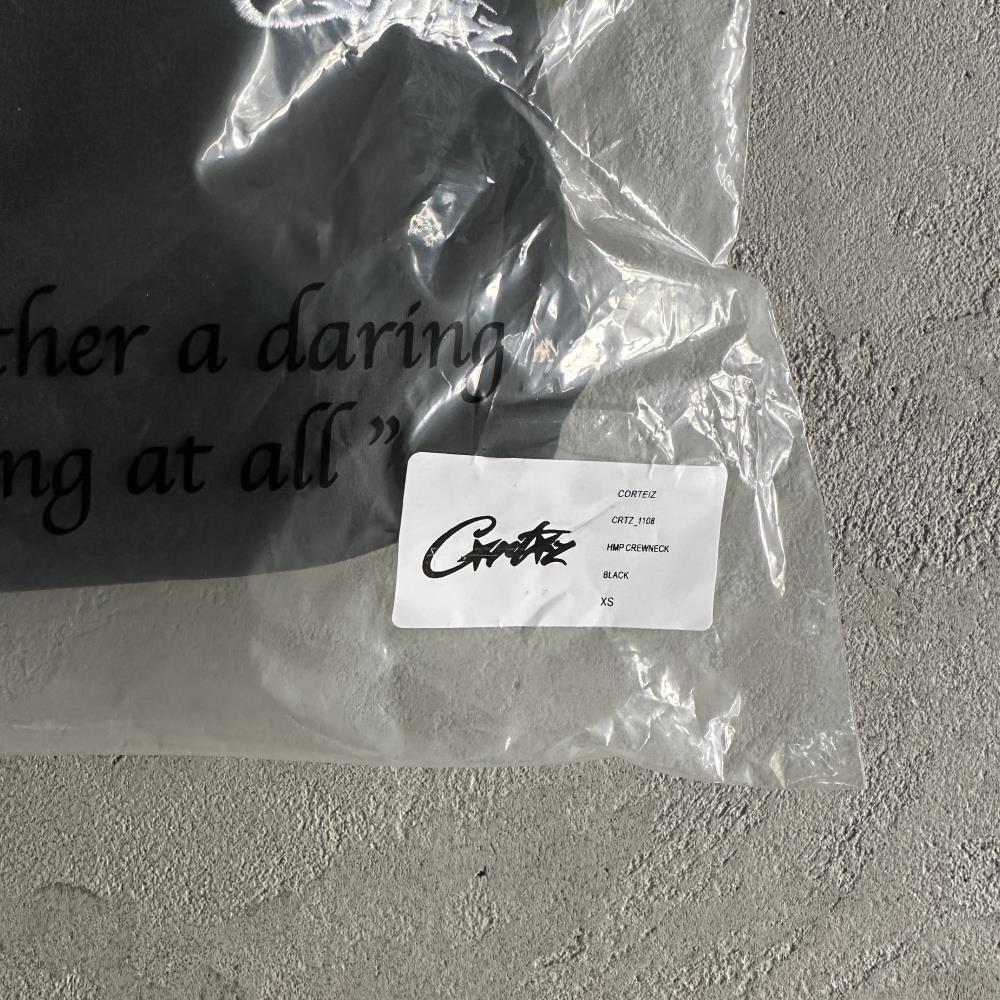 ther a daring
ng at all ”
Crtz
CORTEIZ
CRTZ_1108
HMP CREWNECK
BLACK
XS